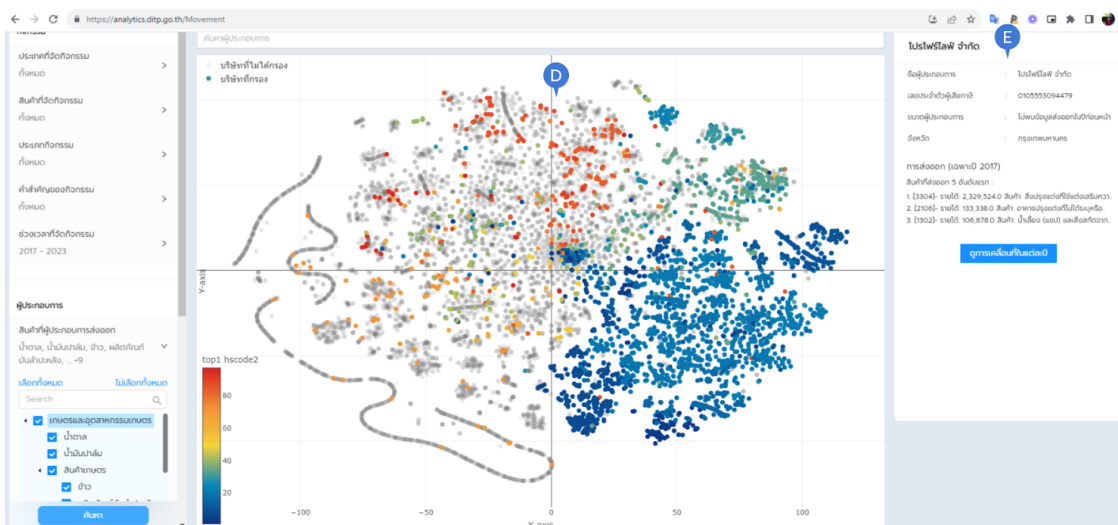 https://analytics.ditp.go.th/Movement
ประเทศที่จัดกิจกรรม
ทั้งหมด
สินค้าที่จัดกิจกรรม
ทั้งหมด
ประเภทกิจกรรม
ทั้งหมด
คำสำคัญของกิจกรรม
ทั้งหมด
ช่วงเวลาที่จัดกิจกรรม
2017 - 2023
ผู้ประกอบการ
สินค้าที่ผู้ประกอบการส่งออก
น้ำตาล, น้ำมันปาล์ม, ข้าว, ผลิตภัณฑ์
มันสำปะหลัง, ... +9
เลือกทั้งหมด ไม่เลือกทั้งหมด
Search
เกษตรและอุตสาหกรรมเกษตร
น้ำตาล
น้ำมันปาล์ม
สินค้าเกษตร
ข้าว
ค้นหา
ค้นหาผู้ประกอบการ
บริษัทที่ไม่ได้กรอง
บริษัทที่กรอง
D
Y-axis
top1 hscode2
80
60
40
20
−100 −50 0 50 100
X-axis
E
โปรไฟร์ไลฟ์ จำกัด
ชื่อผู้ประกอบการ : โปรไฟร์ไลฟ์ จำกัด
เลขประจำตัวผู้เสียภาษี : 0105553094479
ขนาดผู้ประกอบการ : ไม่พบข้อมูลส่งออกในปีก่อนหน้า
จังหวัด : กรุงเทพมหานคร
การส่งออก (เฉพาะปี 2017)
สินค้าที่ส่งออก 5 อันดับแรก :
1. [3304]- รายได้: 2,329,524.0 สินค้า: สิ่งปรุงแต่งที่ใช้แต่งเสริมควา..
2. [2106]- รายได้: 133,338.0 สินค้า: อาหารปรุงแต่งที่ไม่ได้ระบุหรือ..
3. [1302]- รายได้: 106,878.0 สินค้า: น้ำเลี้ยง (แซป) และสิ่งสกัดจาก..
ดูการเคลื่อนที่ในแต่ละปี